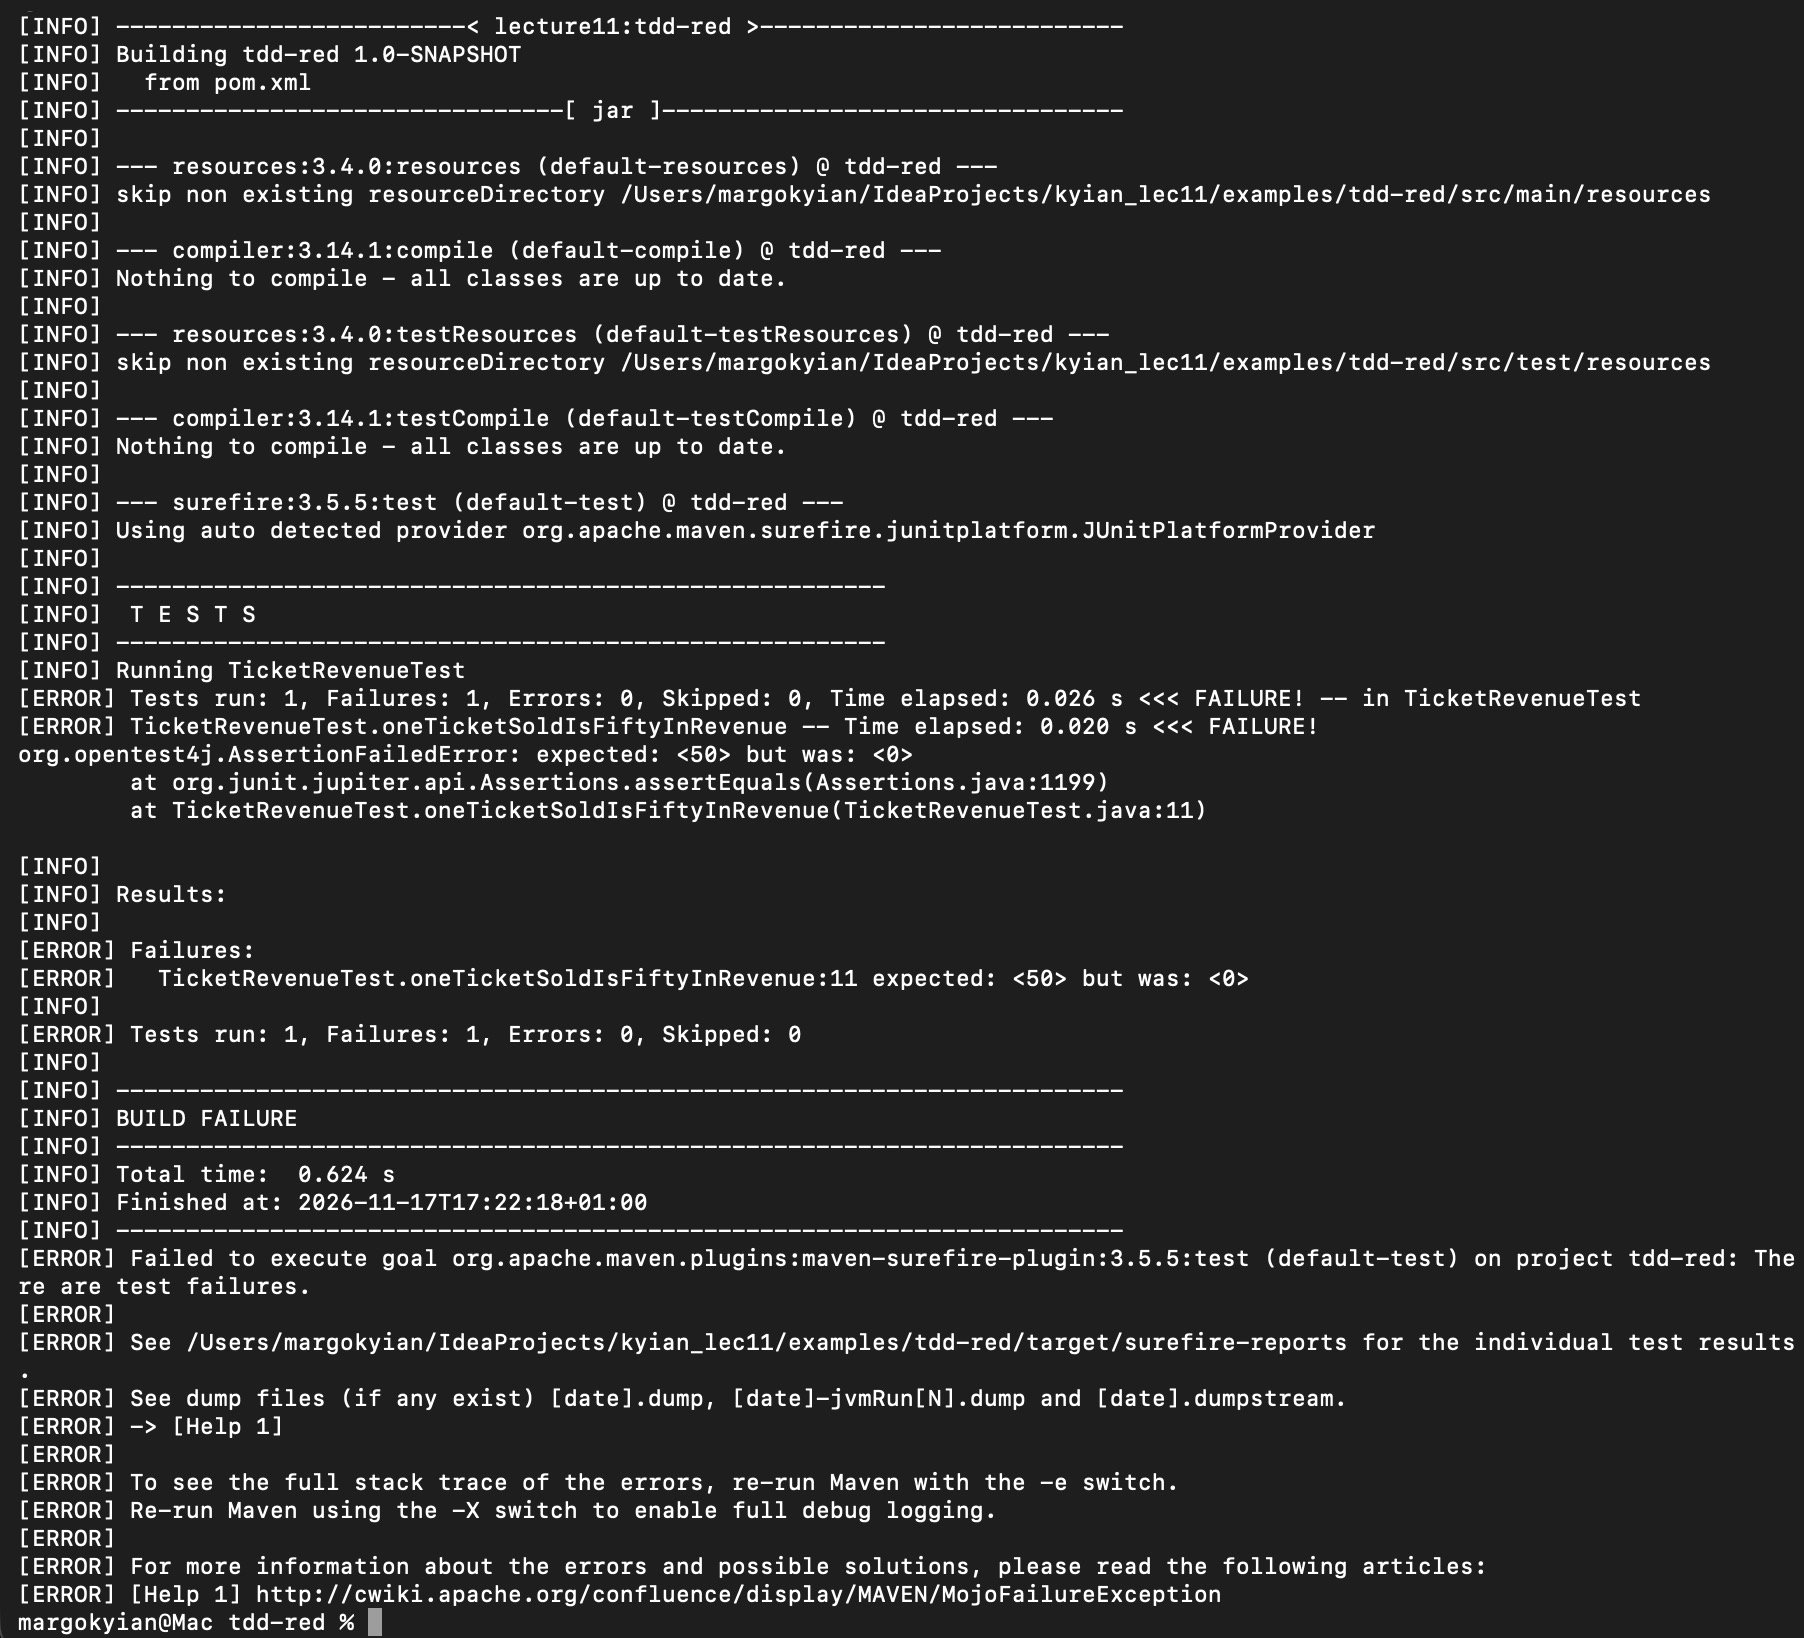 [INFO] -------------------------< lecture11:tdd-red >--------------------------
[INFO] Building tdd-red 1.0-SNAPSHOT
[INFO]   from pom.xml
[INFO] --------------------------------[ jar ]---------------------------------
[INFO]
[INFO] --- resources:3.4.0:resources (default-resources) @ tdd-red ---
[INFO] skip non existing resourceDirectory /Users/margokyian/IdeaProjects/kyian_lec11/examples/tdd-red/src/main/resources
[INFO]
[INFO] --- compiler:3.14.1:compile (default-compile) @ tdd-red ---
[INFO] Nothing to compile - all classes are up to date.
[INFO]
[INFO] --- resources:3.4.0:testResources (default-testResources) @ tdd-red ---
[INFO] skip non existing resourceDirectory /Users/margokyian/IdeaProjects/kyian_lec11/examples/tdd-red/src/test/resources
[INFO]
[INFO] --- compiler:3.14.1:testCompile (default-testCompile) @ tdd-red ---
[INFO] Nothing to compile - all classes are up to date.
[INFO]
[INFO] --- surefire:3.5.5:test (default-test) @ tdd-red ---
[INFO] Using auto detected provider org.apache.maven.surefire.junitplatform.JUnitPlatformProvider
[INFO]
[INFO] -------------------------------------------------------
[INFO]  T E S T S
[INFO] -------------------------------------------------------
[INFO] Running TicketRevenueTest
[ERROR] Tests run: 1, Failures: 1, Errors: 0, Skipped: 0, Time elapsed: 0.026 s <<< FAILURE! -- in TicketRevenueTest
[ERROR] TicketRevenueTest.oneTicketSoldIsFiftyInRevenue -- Time elapsed: 0.020 s <<< FAILURE!
org.opentest4j.AssertionFailedError: expected: <50> but was: <0>
        at org.junit.jupiter.api.Assertions.assertEquals(Assertions.java:1199)
        at TicketRevenueTest.oneTicketSoldIsFiftyInRevenue(TicketRevenueTest.java:11)

[INFO]
[INFO] Results:
[INFO]
[ERROR] Failures:
[ERROR]   TicketRevenueTest.oneTicketSoldIsFiftyInRevenue:11 expected: <50> but was: <0>
[INFO]
[ERROR] Tests run: 1, Failures: 1, Errors: 0, Skipped: 0
[INFO]
[INFO] ------------------------------------------------------------------------
[INFO] BUILD FAILURE
[INFO] ------------------------------------------------------------------------
[INFO] Total time:  0.624 s
[INFO] Finished at: 2026-11-17T17:22:18+01:00
[INFO] ------------------------------------------------------------------------
[ERROR] Failed to execute goal org.apache.maven.plugins:maven-surefire-plugin:3.5.5:test (default-test) on project tdd-red: The
re are test failures.
[ERROR]
[ERROR] See /Users/margokyian/IdeaProjects/kyian_lec11/examples/tdd-red/target/surefire-reports for the individual test results
.
[ERROR] See dump files (if any exist) [date].dump, [date]-jvmRun[N].dump and [date].dumpstream.
[ERROR] -> [Help 1]
[ERROR]
[ERROR] To see the full stack trace of the errors, re-run Maven with the -e switch.
[ERROR] Re-run Maven using the -X switch to enable full debug logging.
[ERROR]
[ERROR] For more information about the errors and possible solutions, please read the following articles:
[ERROR] [Help 1] http://cwiki.apache.org/confluence/display/MAVEN/MojoFailureException
margokyian@Mac tdd-red %